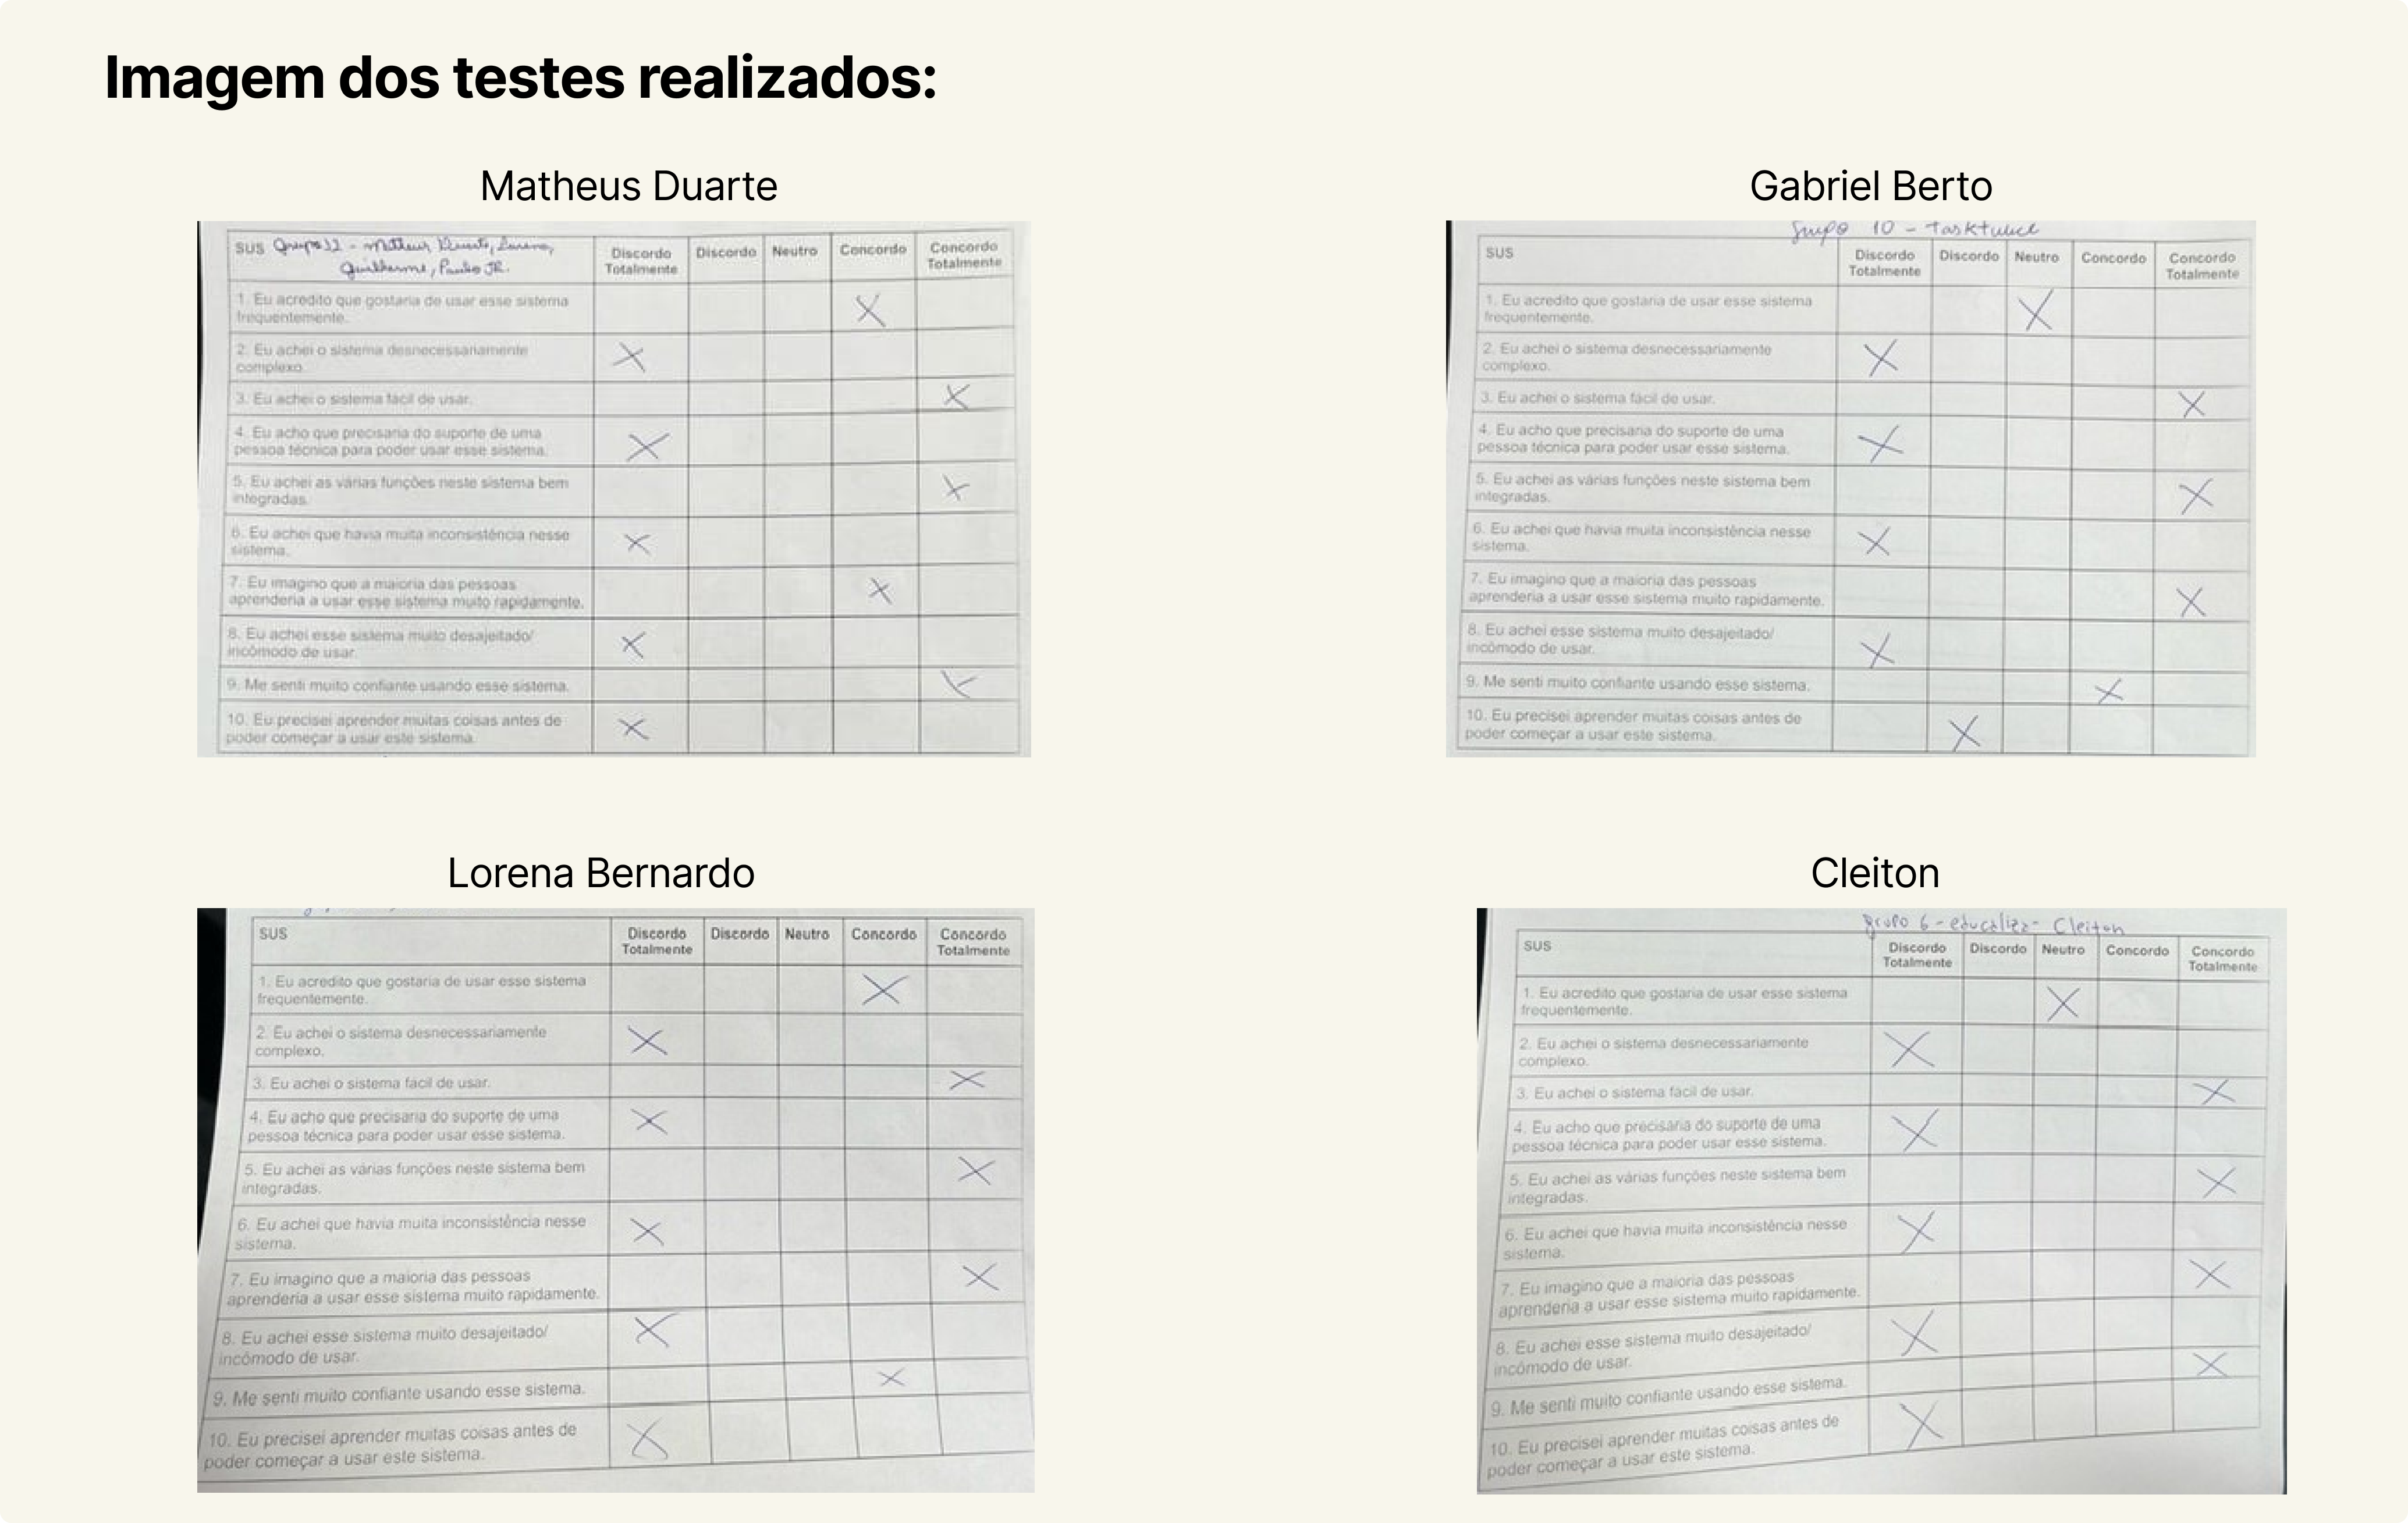 Imagem dos testes realizados:
Matheus Duarte
SUS Grupo 12 - Matheus Duarte, Lorena,
Guilherme, Paulo JR.
Discordo Totalmente
Discordo
Neutro
Concordo
Concordo Totalmente
1. Eu acredito que gostaria de usar esse sistema
frequentemente.
2. Eu achei o sistema desnecessariamente
complexo.
3. Eu achei o sistema fácil de usar.
4. Eu acho que precisaria do suporte de uma
pessoa técnica para poder usar esse sistema.
5. Eu achei as várias funções neste sistema bem
integradas.
6. Eu achei que havia muita inconsistência nesse
sistema.
7. Eu imagino que a maioria das pessoas
aprenderia a usar esse sistema muito rapidamente.
8. Eu achei esse sistema muito desajeitado/
incômodo de usar.
9. Me senti muito confiante usando esse sistema.
10. Eu precisei aprender muitas coisas antes de
poder começar a usar este sistema.
Gabriel Berto
Grupo 10 -
SUS
Discordo Totalmente
Discordo
Neutro
Concordo
Concordo Totalmente
1. Eu acredito que gostaria de usar esse sistema
frequentemente.
2. Eu achei o sistema desnecessariamente
complexo.
3. Eu achei o sistema fácil de usar.
4. Eu acho que precisaria do suporte de uma
pessoa técnica para poder usar esse sistema.
5. Eu achei as várias funções neste sistema bem
integradas.
6. Eu achei que havia muita inconsistência nesse
sistema.
7. Eu imagino que a maioria das pessoas
aprenderia a usar esse sistema muito rapidamente.
8. Eu achei esse sistema muito desajeitado/
incômodo de usar.
9. Me senti muito confiante usando esse sistema.
10. Eu precisei aprender muitas coisas antes de
poder começar a usar este sistema.
Lorena Bernardo
SUS
Discordo Totalmente
Discordo
Neutro
Concordo
Concordo Totalmente
1. Eu acredito que gostaria de usar esse sistema
frequentemente.
2. Eu achei o sistema desnecessariamente
complexo.
3. Eu achei o sistema fácil de usar.
4. Eu acho que precisaria do suporte de uma
pessoa técnica para poder usar esse sistema.
5. Eu achei as várias funções neste sistema bem
integradas.
6. Eu achei que havia muita inconsistência nesse
sistema.
7. Eu imagino que a maioria das pessoas
aprenderia a usar esse sistema muito rapidamente.
8. Eu achei esse sistema muito desajeitado/
incômodo de usar.
9. Me senti muito confiante usando esse sistema.
10. Eu precisei aprender muitas coisas antes de
poder começar a usar este sistema.
Cleiton
grupo 6 - educaliza - Cleiton
SUS
Discordo Totalmente
Discordo
Neutro
Concordo
Concordo Totalmente
1. Eu acredito que gostaria de usar esse sistema
frequentemente.
2. Eu achei o sistema desnecessariamente
complexo.
3. Eu achei o sistema fácil de usar.
4. Eu acho que precisaria do suporte de uma
pessoa técnica para poder usar esse sistema.
5. Eu achei as várias funções neste sistema bem
integradas.
6. Eu achei que havia muita inconsistência nesse
sistema.
7. Eu imagino que a maioria das pessoas
aprenderia a usar esse sistema muito rapidamente.
8. Eu achei esse sistema muito desajeitado/
incômodo de usar.
9. Me senti muito confiante usando esse sistema.
10. Eu precisei aprender muitas coisas antes de
poder começar a usar este sistema.